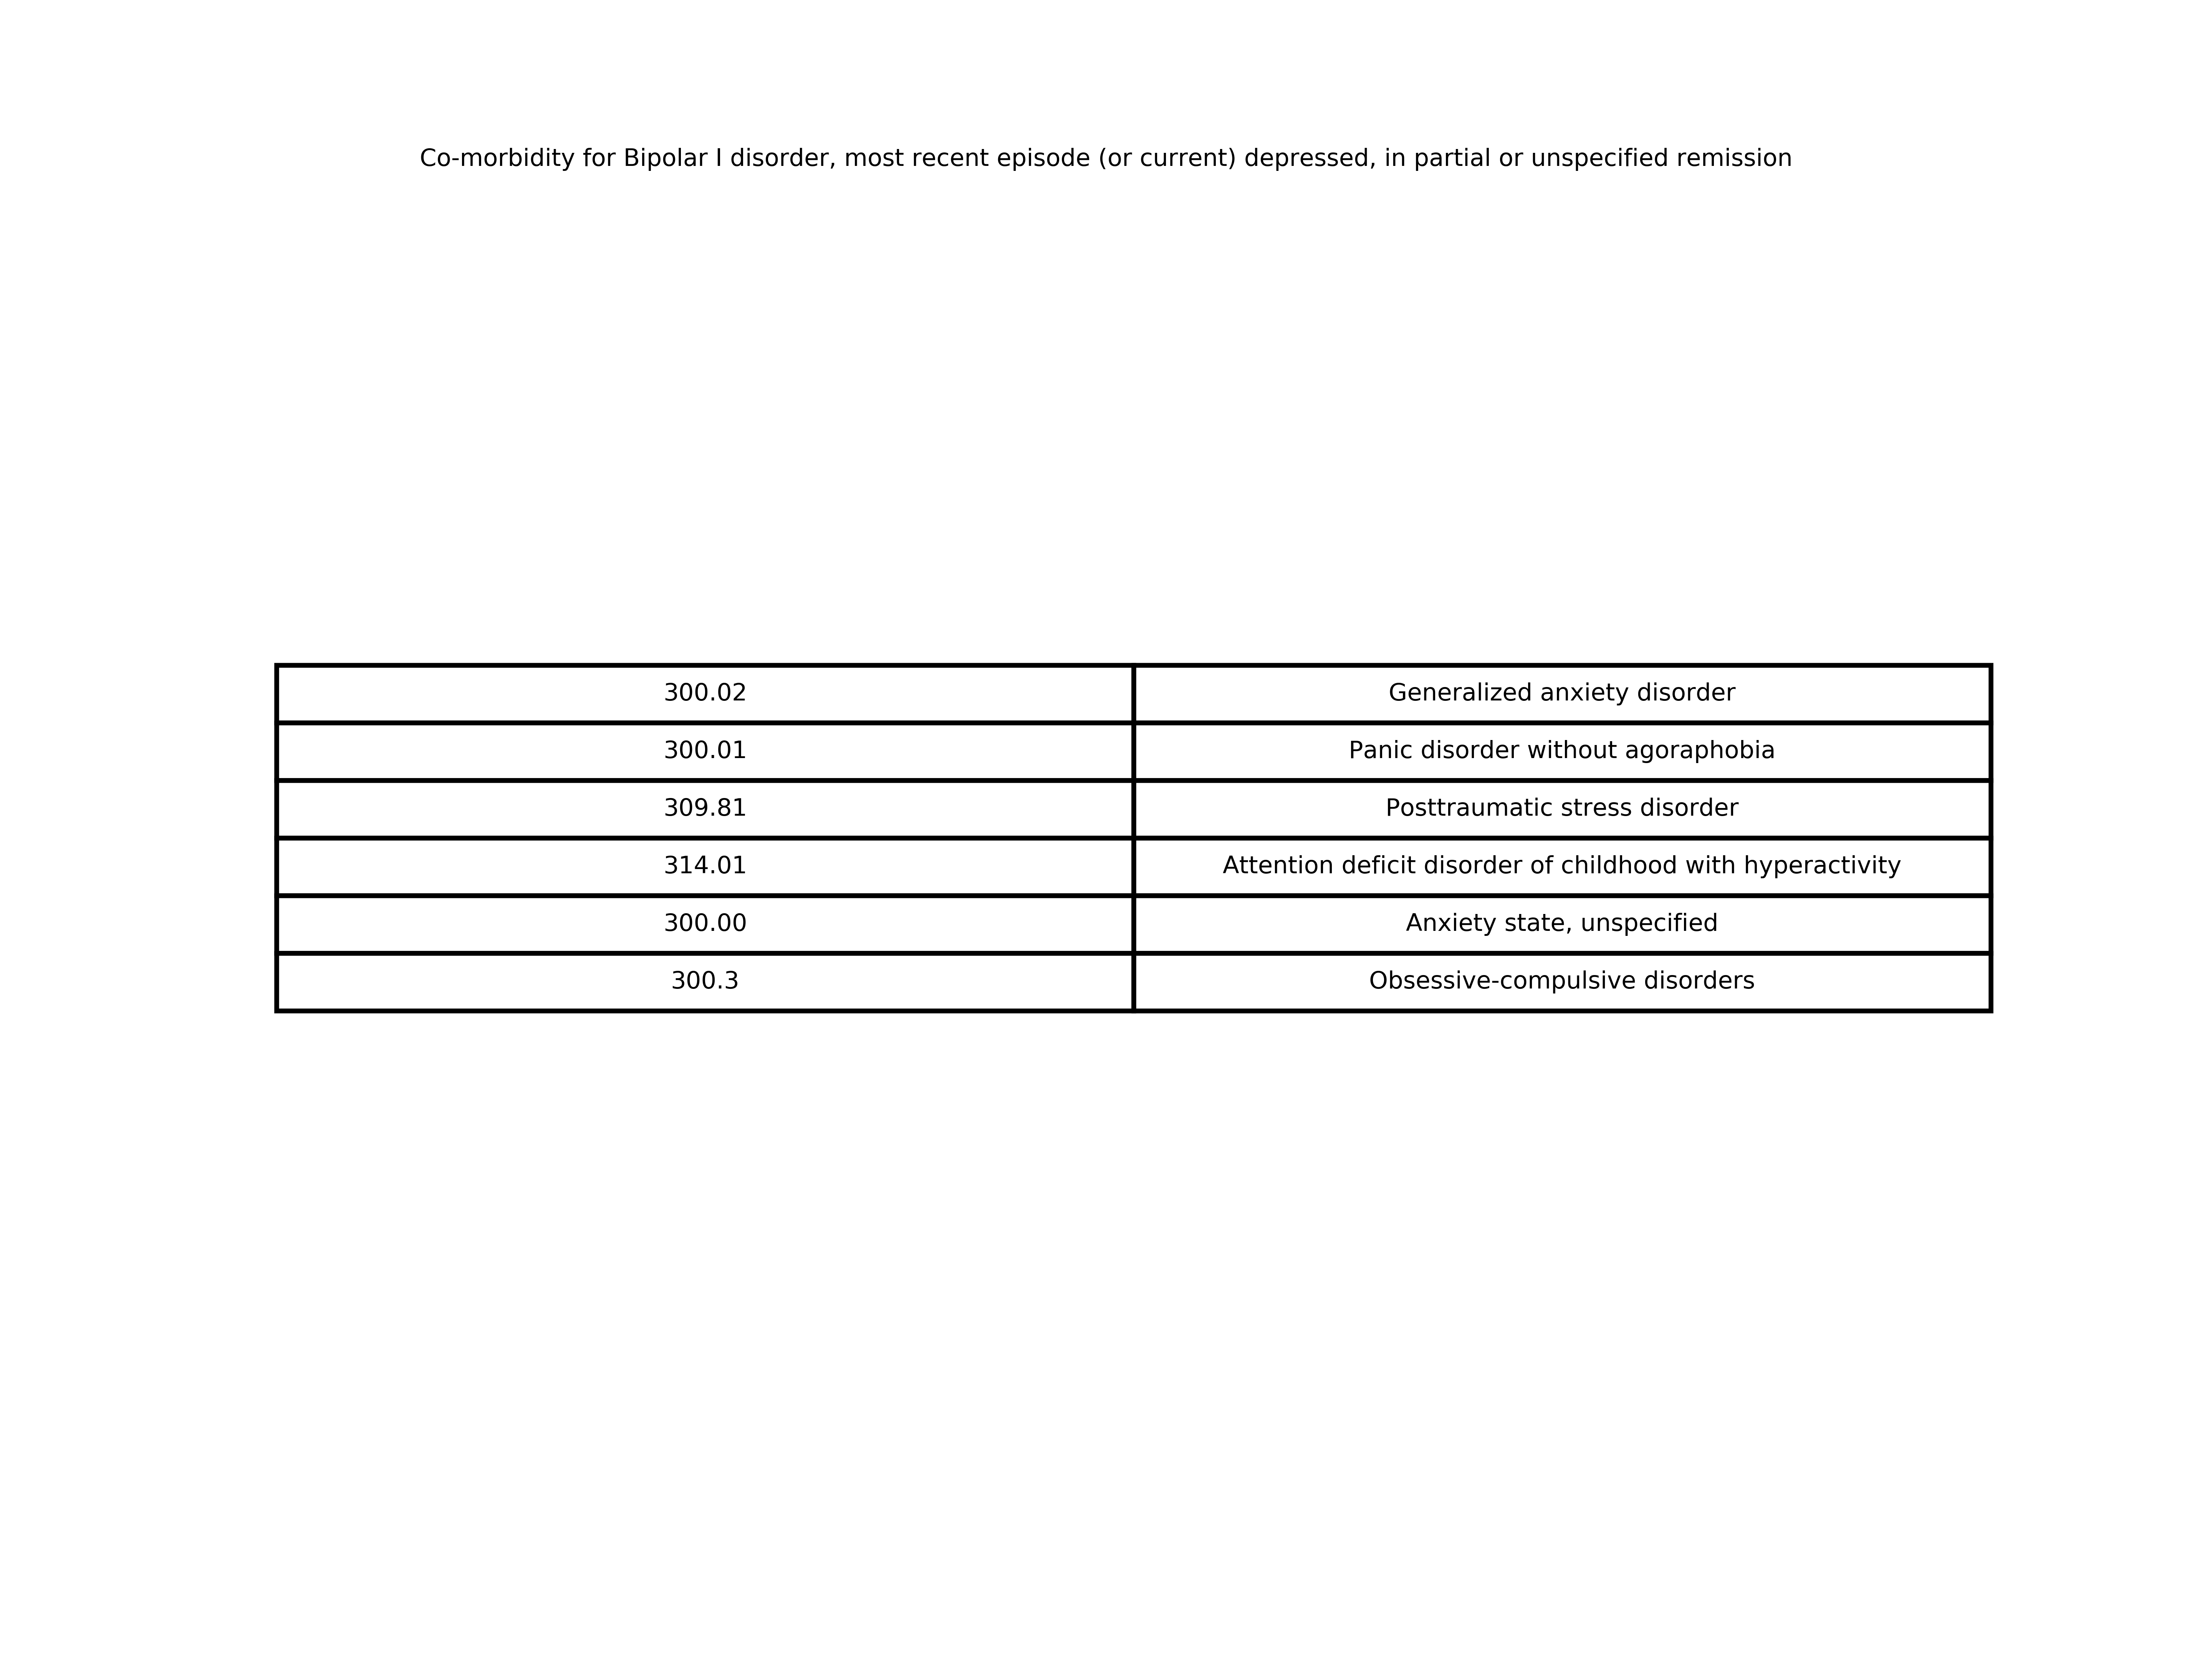 Co-morbidity for Bipolar I disorder, most recent episode (or current) depressed, in partial or unspecified remission
300.02 Generalized anxiety disorder
300.01 Panic disorder without agoraphobia
309.81 Posttraumatic stress disorder
314.01 Attention deficit disorder of childhood with hyperactivity
300.00 Anxiety state, unspecified
300.3 Obsessive-compulsive disorders